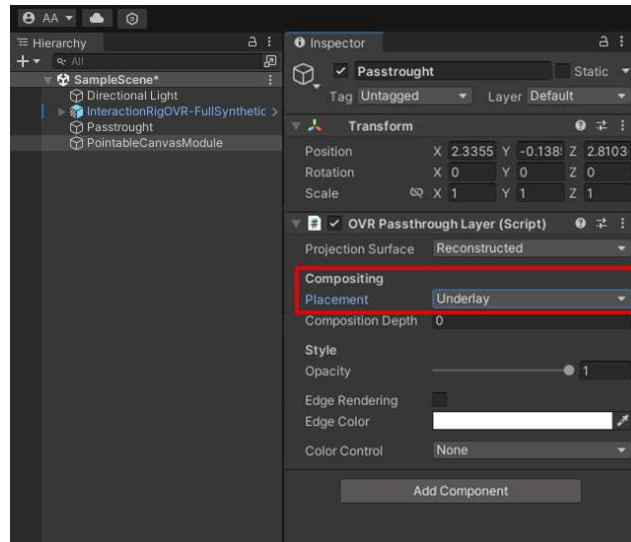 AA
Hierarchy
All
SampleScene*
Directional Light
InteractionRigOVR-FullSynthetic
Passtrought
PointableCanvasModule
Inspector
Passtrought Static
Tag Untagged Layer Default
Transform
Position X 2.3355 Y -0.138 Z 2.8103
Rotation X 0 Y 0 Z 0
Scale X 1 Y 1 Z 1
# OVR Passthrough Layer (Script)
Projection Surface Reconstructed
Compositing
Placement Underlay
Composition Depth 0
Style
Opacity 1
Edge Rendering
Edge Color
Color Control None
Add Component